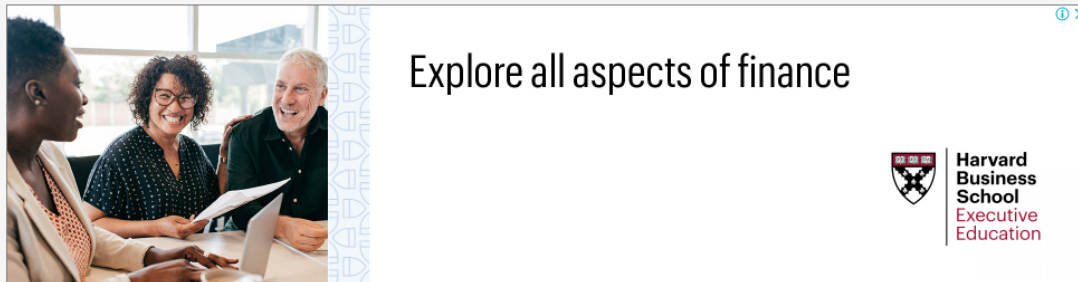 Explore all aspects of finance
Harvard
Business
School
Executive
Education